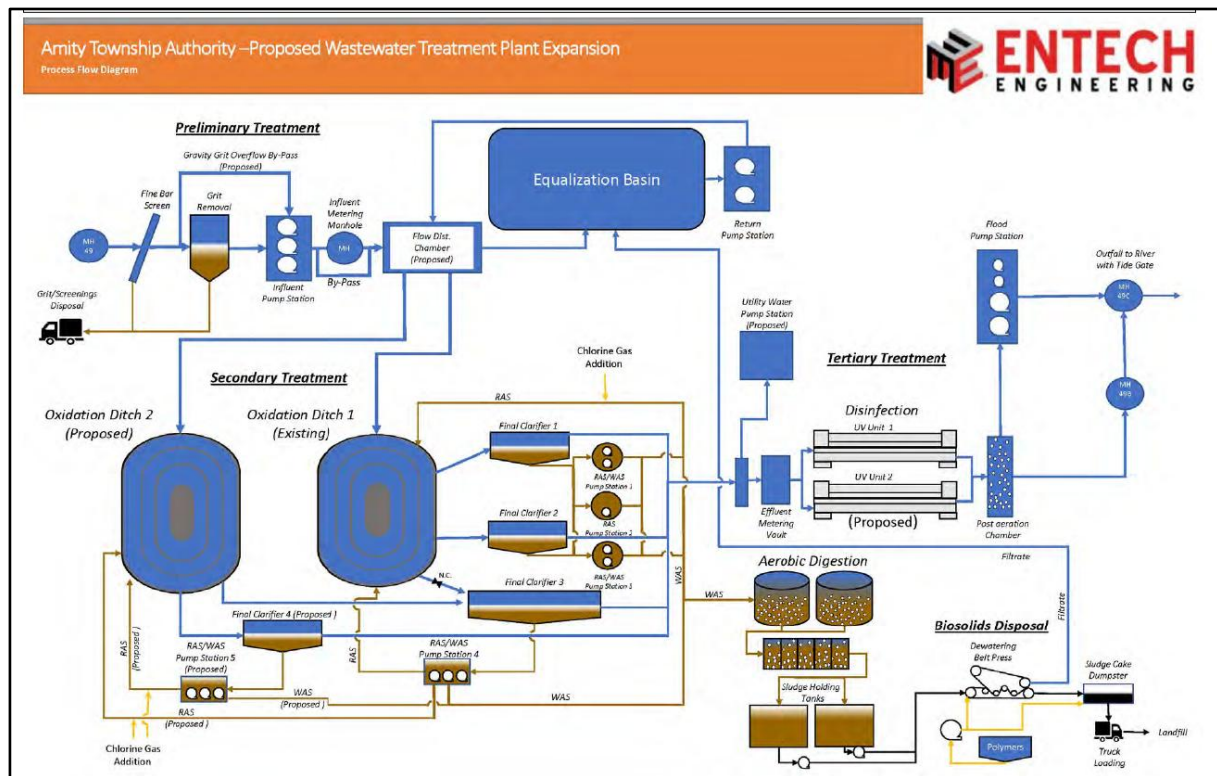 Amity Township Authority –Proposed Wastewater Treatment Plant Expansion
Process Flow Diagram
ENTECH
ENGINEERING
Preliminary Treatment
Gravity Grit Overflow By-Pass
(Proposed)
Fine Bar
Screen
Grit
Removal
Influent
Metering
Manhole
MH
49
MH
Influent
Pump Station
By-Pass
Flow Dist.
Chamber
(Proposed)
Equalization Basin
Return
Pump Station
Grit/Screenings
Disposal
Flood
Pump Station
Outfall to River
with Tide Gate
MH
49C
MH
49B
Utility Water
Pump Station
(Proposed)
Tertiary Treatment
Secondary Treatment
Chlorine Gas
Addition
RAS
Oxidation Ditch 2
(Proposed)
Oxidation Ditch 1
(Existing)
Final Clarifier 1
RAS/WAS
Pump Station 1
Final Clarifier 2
RAS
Pump Station 2
RAS/WAS
Pump Station 3
N.C.
Final Clarifier 3
Disinfection
UV Unit 1
UV Unit 2
(Proposed)
Effluent
Metering
Vault
Post aeration
Chamber
Filtrate
Filtrate
WAS
WAS
Aerobic Digestion
Final Clarifier 4 (Proposed )
RAS
(Proposed )
RAS/WAS
Pump Station 5
(Proposed)
RAS
RAS/WAS
Pump Station 4
WAS
(Proposed )
WAS
RAS
(Proposed )
Chlorine Gas
Addition
Sludge Holding
Tanks
Biosolids Disposal
Dewatering
Belt Press
Sludge Cake
Dumpster
Polymers
Truck
Loading
Landfill